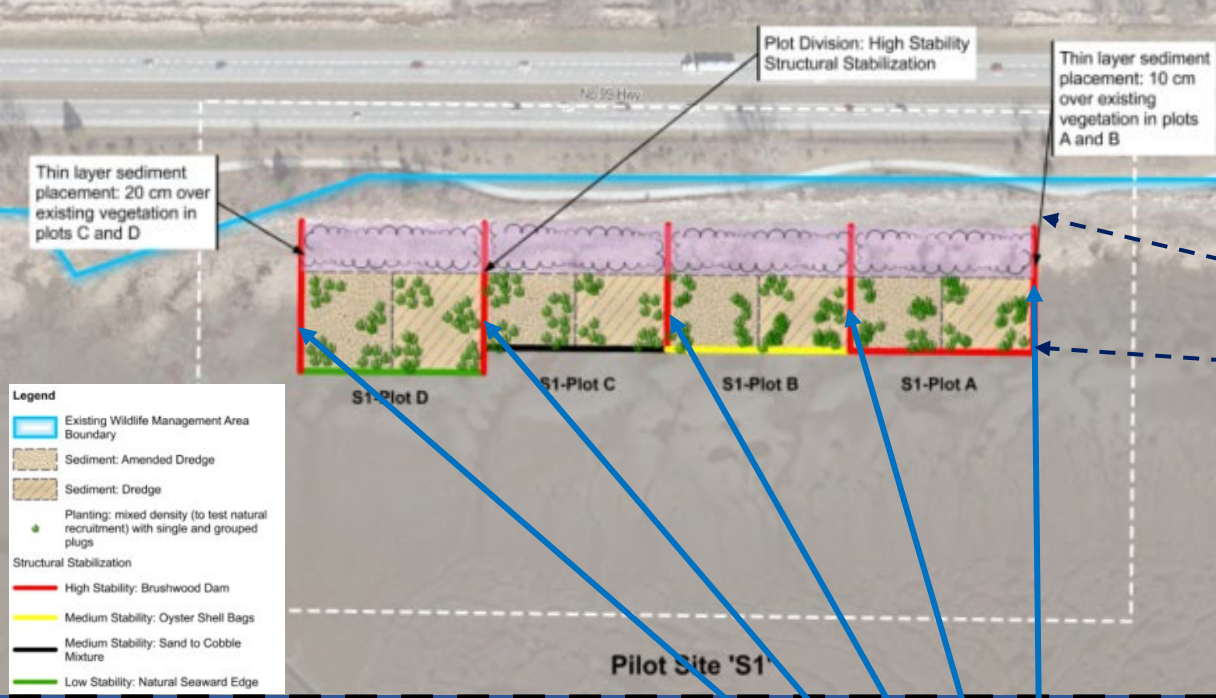 Plot Division: High Stability
Structural Stabilization
Thin layer sediment
placement: 10 cm
over existing
vegetation in plots
A and B
No 99 Hwy
Thin layer sediment
placement: 20 cm over
existing vegetation in
plots C and D
S1-Plot D
S1-Plot C
S1-Plot B
S1-Plot A
Legend
Existing Wildlife Management Area
Boundary
Sediment: Amended Dredge
Sediment: Dredge
Planting: mixed density (to test natural
recruitment) with single and grouped
plugs
Structural Stabilization
High Stability: Brushwood Dam
Medium Stability: Oyster Shell Bags
Medium Stability: Sand to Cobble
Mixture
Low Stability: Natural Seaward Edge
Pilot Site 'S1'